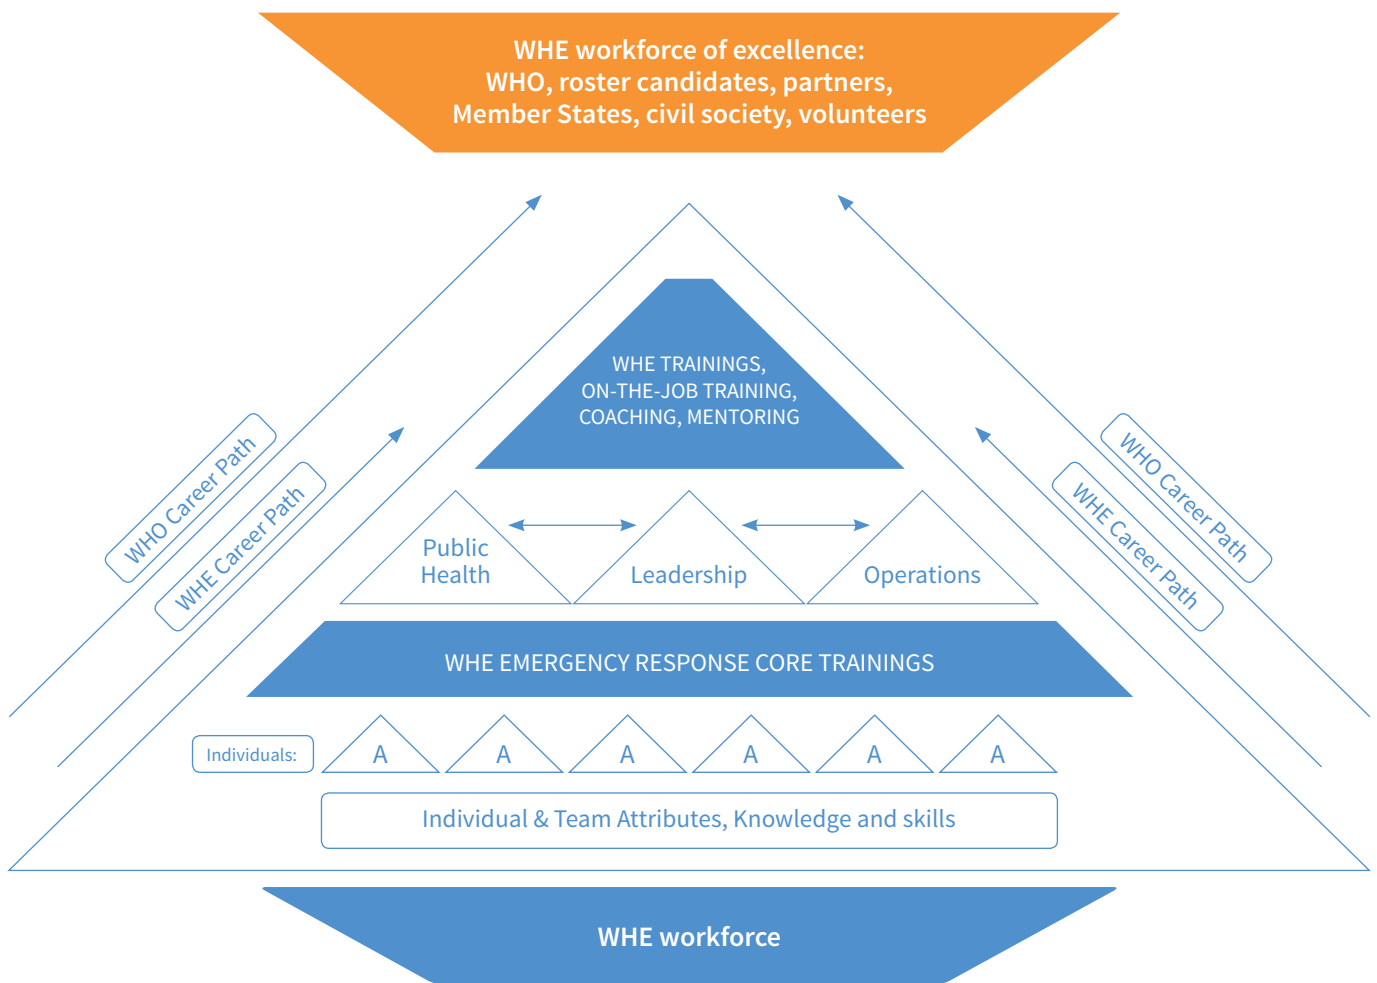 WHE workforce of excellence:
WHO, roster candidates, partners,
Member States, civil society, volunteers
WHE TRAININGS,
ON-THE-JOB TRAINING,
COACHING, MENTORING
WHO Career Path
WHE Career Path
WHO Career Path
WHE Career Path
Public
Health
Leadership
Operations
WHE EMERGENCY RESPONSE CORE TRAININGS
Individuals:
A
A
A
A
A
A
Individual & Team Attributes, Knowledge and skills
WHE workforce